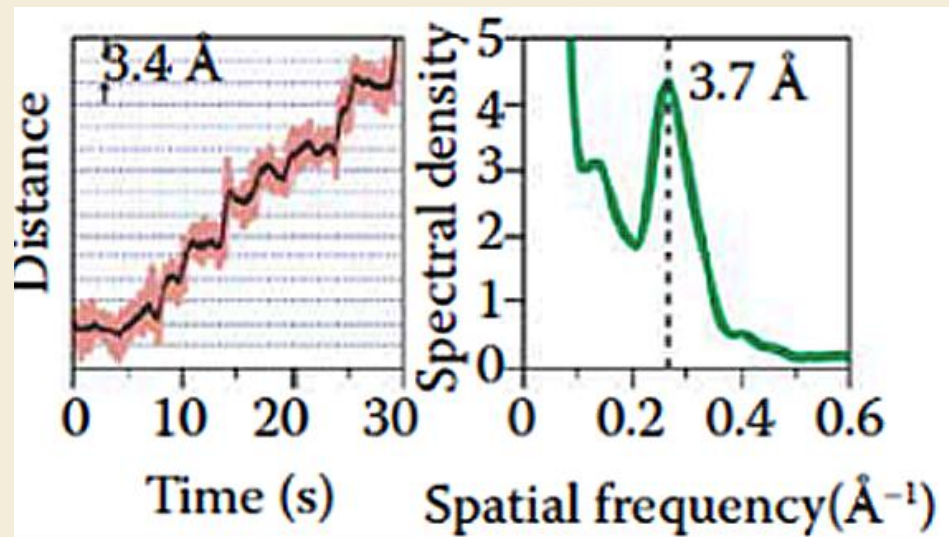 3.4 Å
Distance
0 10 20 30
Time (s)
5
4
3
2
1
0
Spectral density
3.7 Å
0 0.2 0.4 0.6
Spatial frequency(Å⁻¹)